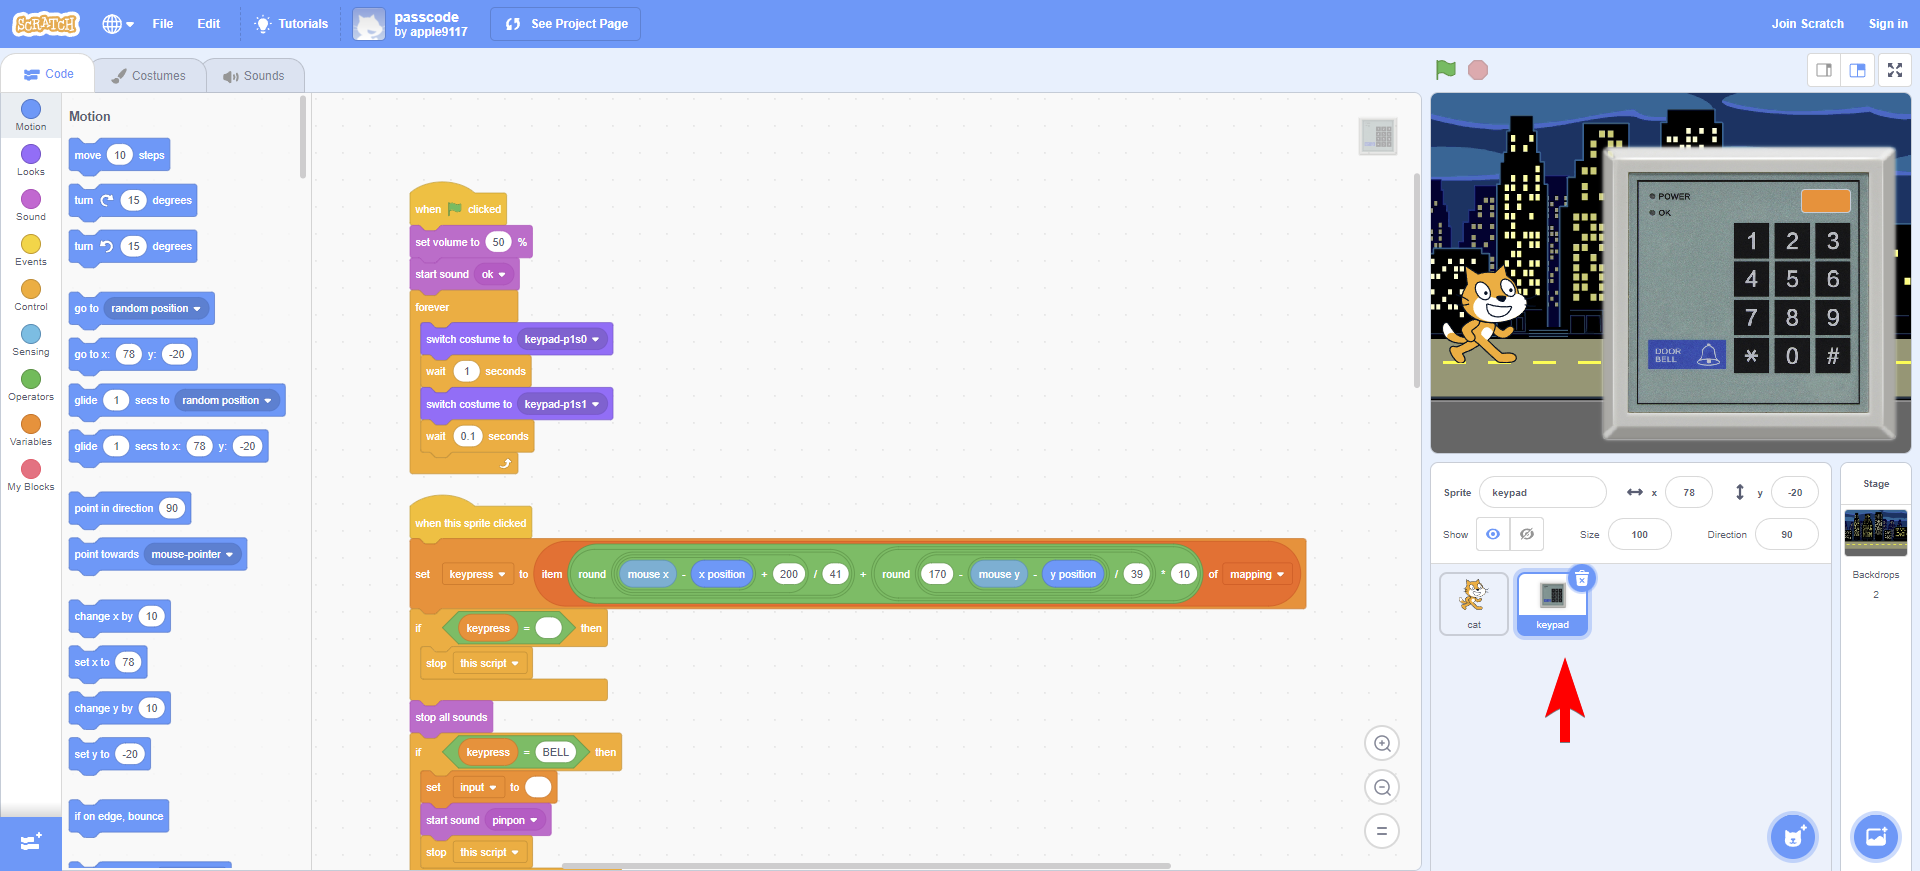 SCRATCH
File
Edit
Tutorials
passcode
by apple9117
See Project Page
Join Scratch
Sign in
Code
Costumes
Sounds
Motion
Looks
Sound
Events
Control
Sensing
Operators
Variables
My Blocks
Motion
move 10 steps
turn 15 degrees
turn 15 degrees
go to random position
go to x: 78 y: -20
glide 1 secs to random position
glide 1 secs to x: 78 y: -20
point in direction 90
point towards mouse-pointer
change x by 10
set x to 78
change y by 10
set y to -20
if on edge, bounce
when clicked
set volume to 50 %
start sound ok
forever
switch costume to keypad-p1s0
wait 1 seconds
switch costume to keypad-p1s1
wait 0.1 seconds
when this sprite clicked
set keypress to item round mouse x - x position + 200 / 41 + round 170 - mouse y - y position / 39 * 10 of mapping
if keypress = then
stop this script
stop all sounds
if keypress = BELL then
set input to
start sound pinpon
stop this script
POWER
OK
1 2 3
4 5 6
7 8 9
* 0 #
DOOR
BELL
Sprite keypad x 78 y -20
Show Size 100 Direction 90
cat
keypad
Stage
Backdrops
2